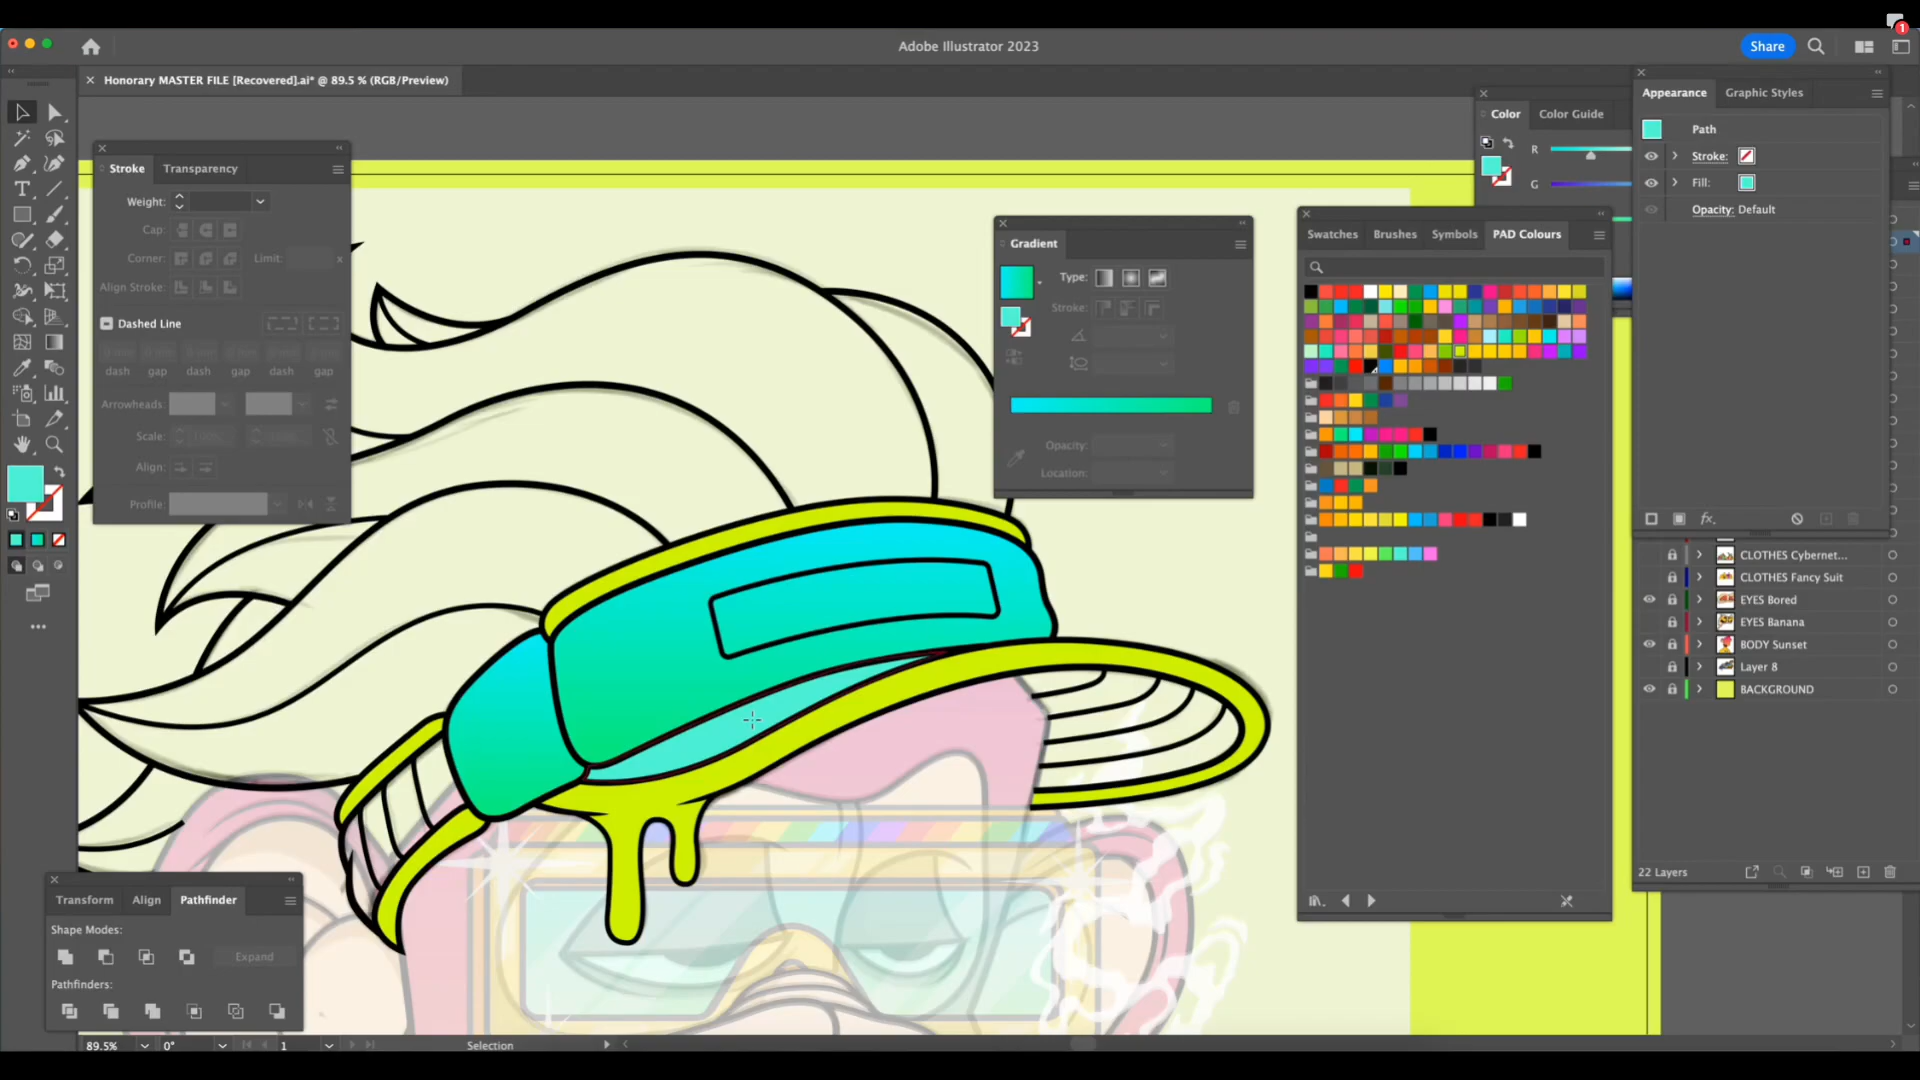 1
Adobe Illustrator 2023
Share
Honorary MASTER FILE [Recovered].ai* @ 89.5 % (RGB/Preview)
Stroke
Transparency
Weight:
Cap:
Corner:
Limit:
x
Align Stroke:
Dashed Line
dash
gap
dash
gap
dash
gap
Arrowheads:
Scale:
100%
Align:
Profile:
Gradient
Type:
Stroke:
Opacity:
Location:
Color
Color Guide
R
G
Swatches
Brushes
Symbols
PAD Colours
Appearance
Graphic Styles
Path
Stroke:
Fill:
Opacity: Default
fx.
CLOTHES Cybernet...
CLOTHES Fancy Suit
EYES Bored
EYES Banana
BODY Sunset
Layer 8
BACKGROUND
22 Layers
Transform
Align
Pathfinder
Shape Modes:
Expand
Pathfinders:
89.5%
0°
1
Selection